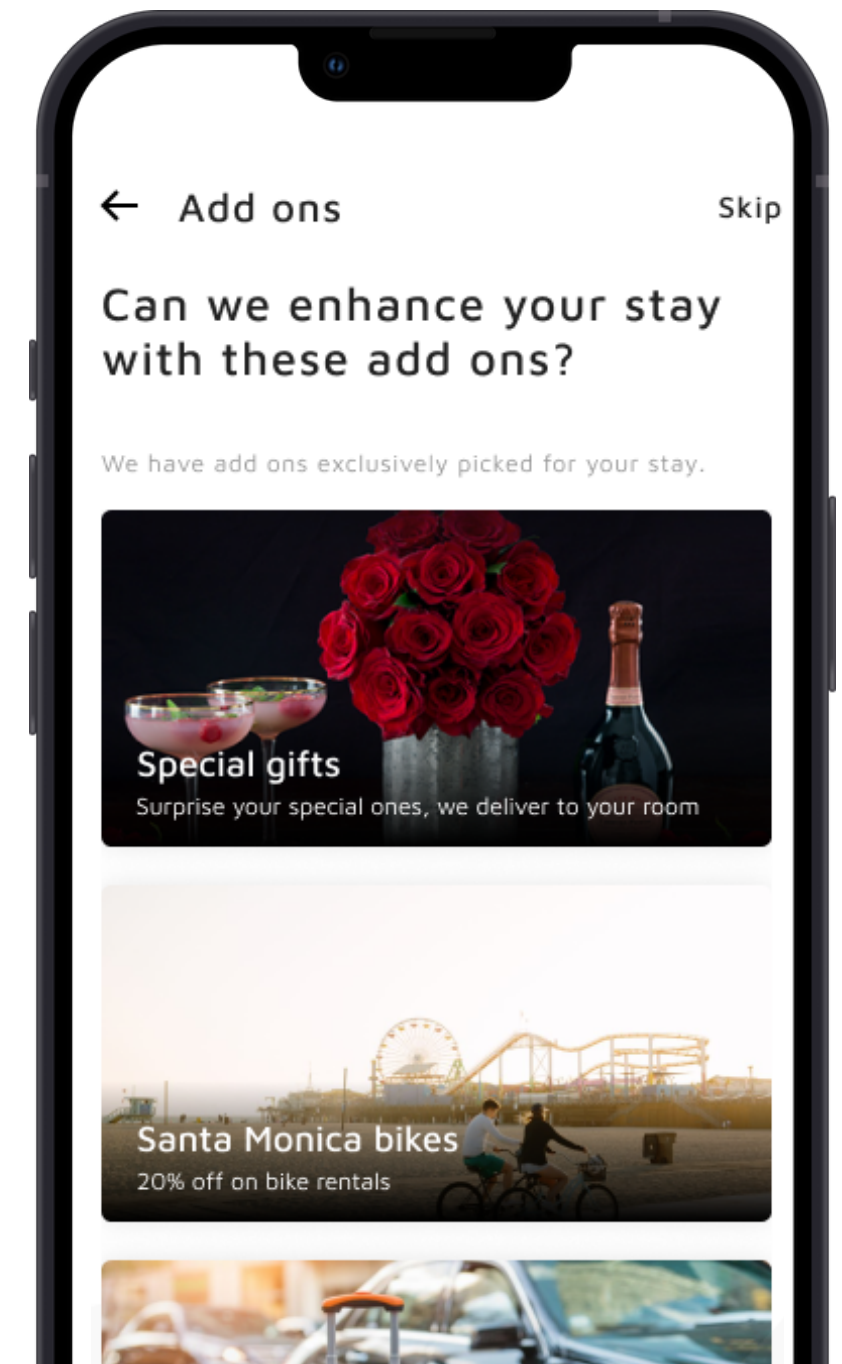 Add ons
Skip
Can we enhance your stay
with these add ons?
We have add ons exclusively picked for your stay.
Special gifts
Surprise your special ones, we deliver to your room
Santa Monica bikes
20% off on bike rentals